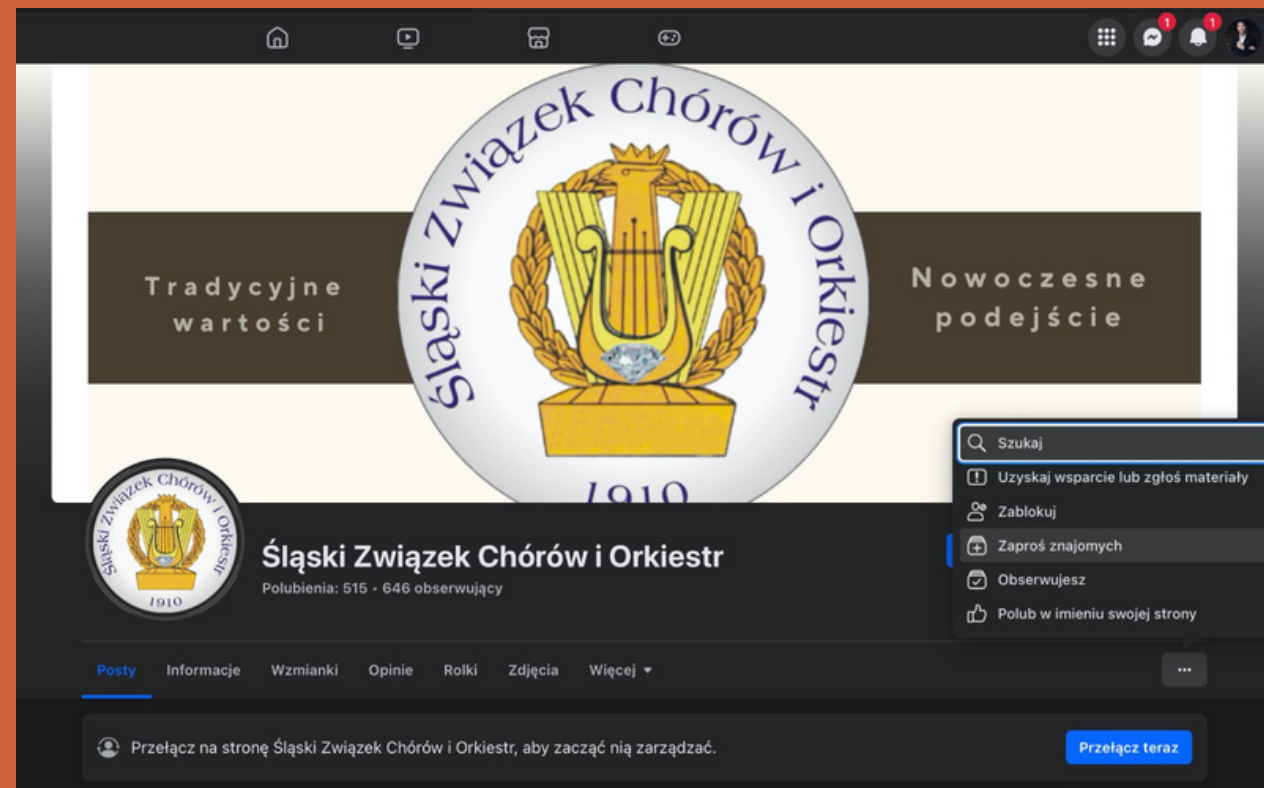 1
1
Śląski Związek Chórów i Orkiestr
1910
Tradycyjne
wartości
Nowoczesne
podejście
Szukaj
Uzyskaj wsparcie lub zgłoś materiały
Zablokuj
Zaproś znajomych
Obserwujesz
Polub w imieniu swojej strony
Śląski Związek Chórów i Orkiestr
1910
Śląski Związek Chórów i Orkiestr
Polubienia: 515 · 646 obserwujący
Posty Informacje Wzmianki Opinie Rolki Zdjęcia Więcej
Przełącz na stronę Śląski Związek Chórów i Orkiestr, aby zacząć nią zarządzać.
Przełącz teraz